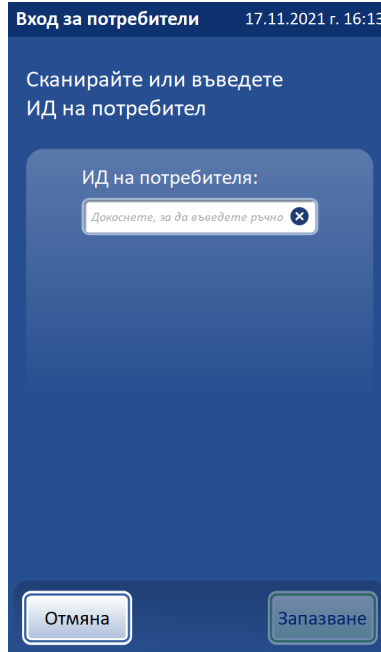 Вход за потребители 17.11.2021 г. 16:13
Сканирайте или въведете
ИД на потребител
ИД на потребителя:
Докоснете, за да въведете ръчно
Отмяна Запазване